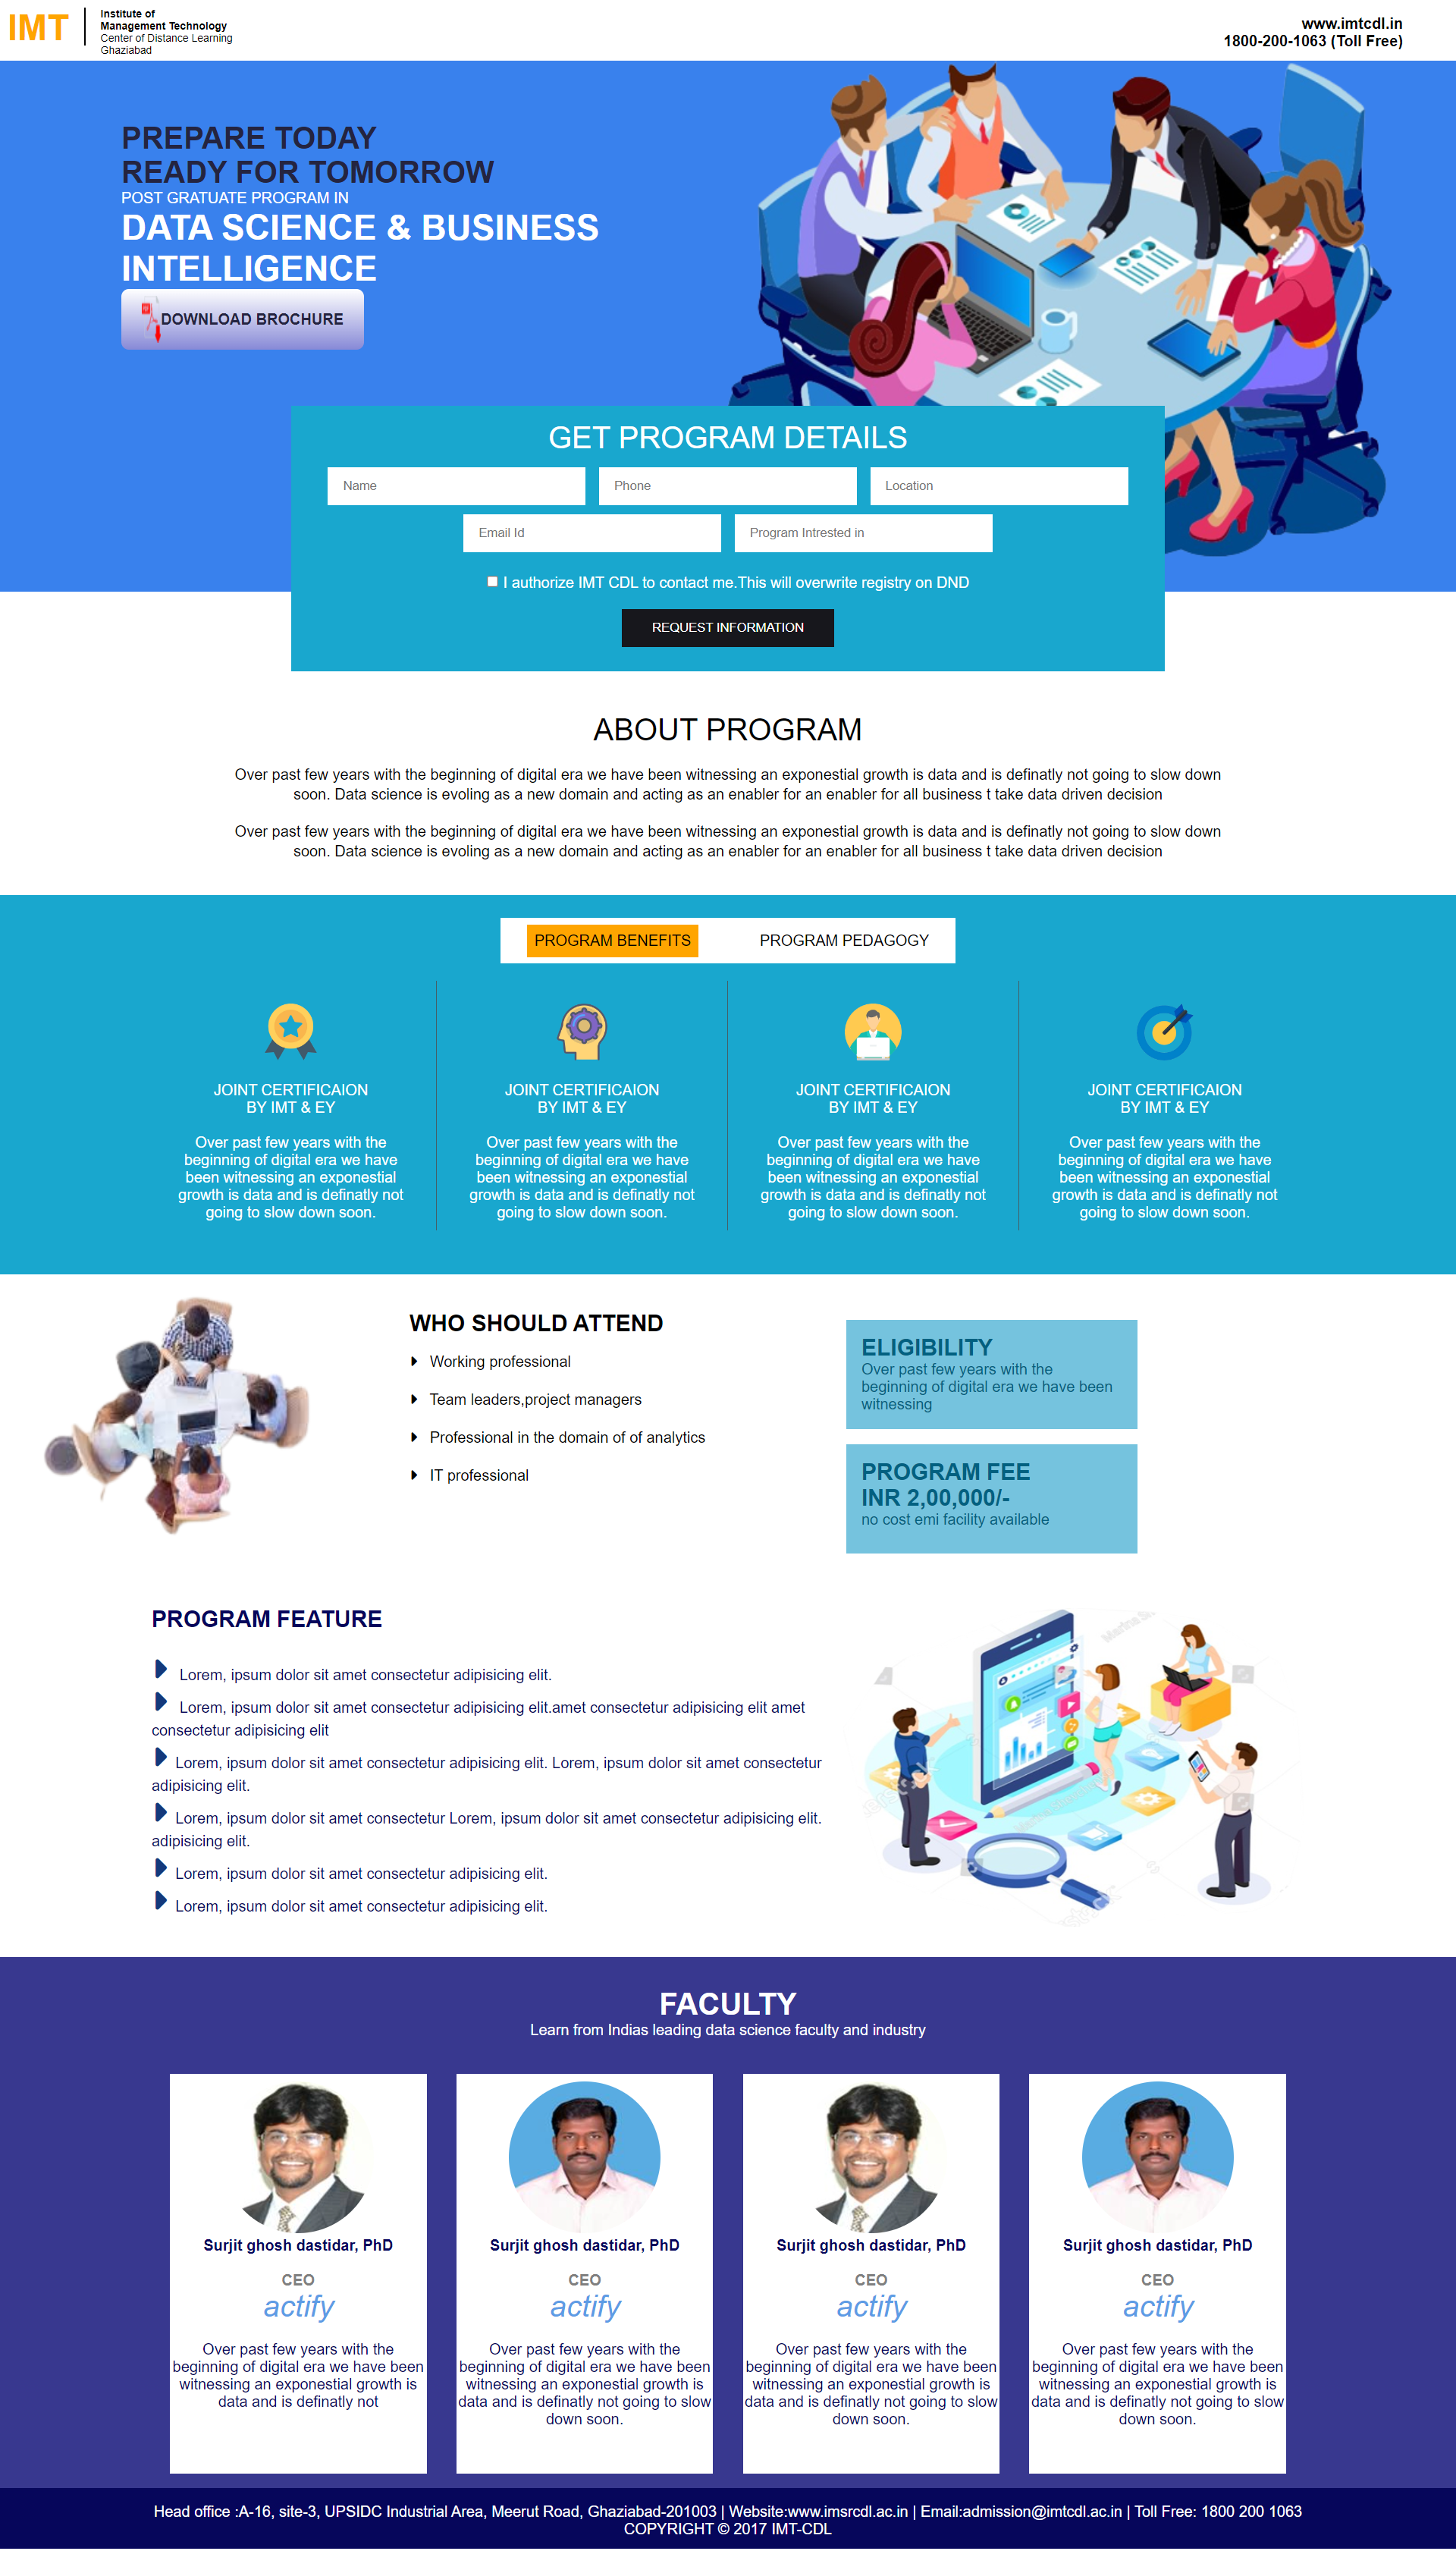 IMT
Institute of
Management Technology
Center of Distance Learning
Ghaziabad
www.imtcdl.in
1800-200-1063 (Toll Free)
PREPARE TODAY
READY FOR TOMORROW
POST GRATUATE PROGRAM IN
DATA SCIENCE & BUSINESS
INTELLIGENCE
DOWNLOAD BROCHURE
GET PROGRAM DETAILS
Name
Phone
Location
Email Id
Program Intrested in
I authorize IMT CDL to contact me.This will overwrite registry on DND
REQUEST INFORMATION
ABOUT PROGRAM
Over past few years with the beginning of digital era we have been witnessing an exponestial growth is data and is definatly not going to slow down
soon. Data science is evoling as a new domain and acting as an enabler for an enabler for all business t take data driven decision
Over past few years with the beginning of digital era we have been witnessing an exponestial growth is data and is definatly not going to slow down
soon. Data science is evoling as a new domain and acting as an enabler for an enabler for all business t take data driven decision
PROGRAM BENEFITS
PROGRAM PEDAGOGY
JOINT CERTIFICAION
BY IMT & EY
Over past few years with the
beginning of digital era we have
been witnessing an exponestial
growth is data and is definatly not
going to slow down soon.
JOINT CERTIFICAION
BY IMT & EY
Over past few years with the
beginning of digital era we have
been witnessing an exponestial
growth is data and is definatly not
going to slow down soon.
JOINT CERTIFICAION
BY IMT & EY
Over past few years with the
beginning of digital era we have
been witnessing an exponestial
growth is data and is definatly not
going to slow down soon.
JOINT CERTIFICAION
BY IMT & EY
Over past few years with the
beginning of digital era we have
been witnessing an exponestial
growth is data and is definatly not
going to slow down soon.
WHO SHOULD ATTEND
Working professional
Team leaders,project managers
Professional in the domain of of analytics
IT professional
ELIGIBILITY
Over past few years with the
beginning of digital era we have been
witnessing
PROGRAM FEE
INR 2,00,000/-
no cost emi facility available
PROGRAM FEATURE
Lorem, ipsum dolor sit amet consectetur adipisicing elit.
Lorem, ipsum dolor sit amet consectetur adipisicing elit.amet consectetur adipisicing elit amet
consectetur adipisicing elit
Lorem, ipsum dolor sit amet consectetur adipisicing elit. Lorem, ipsum dolor sit amet consectetur
adipisicing elit.
Lorem, ipsum dolor sit amet consectetur Lorem, ipsum dolor sit amet consectetur adipisicing elit.
adipisicing elit.
Lorem, ipsum dolor sit amet consectetur adipisicing elit.
Lorem, ipsum dolor sit amet consectetur adipisicing elit.
FACULTY
Learn from Indias leading data science faculty and industry
Surjit ghosh dastidar, PhD
CEO
actify
Over past few years with the
beginning of digital era we have been
witnessing an exponestial growth is
data and is definatly not
Surjit ghosh dastidar, PhD
CEO
actify
Over past few years with the
beginning of digital era we have been
witnessing an exponestial growth is
data and is definatly not going to slow
down soon.
Surjit ghosh dastidar, PhD
CEO
actify
Over past few years with the
beginning of digital era we have been
witnessing an exponestial growth is
data and is definatly not going to slow
down soon.
Surjit ghosh dastidar, PhD
CEO
actify
Over past few years with the
beginning of digital era we have been
witnessing an exponestial growth is
data and is definatly not going to slow
down soon.
Head office :A-16, site-3, UPSIDC Industrial Area, Meerut Road, Ghaziabad-201003 | Website:www.imsrcdl.ac.in | Email:admission@imtcdl.ac.in | Toll Free: 1800 200 1063
COPYRIGHT © 2017 IMT-CDL